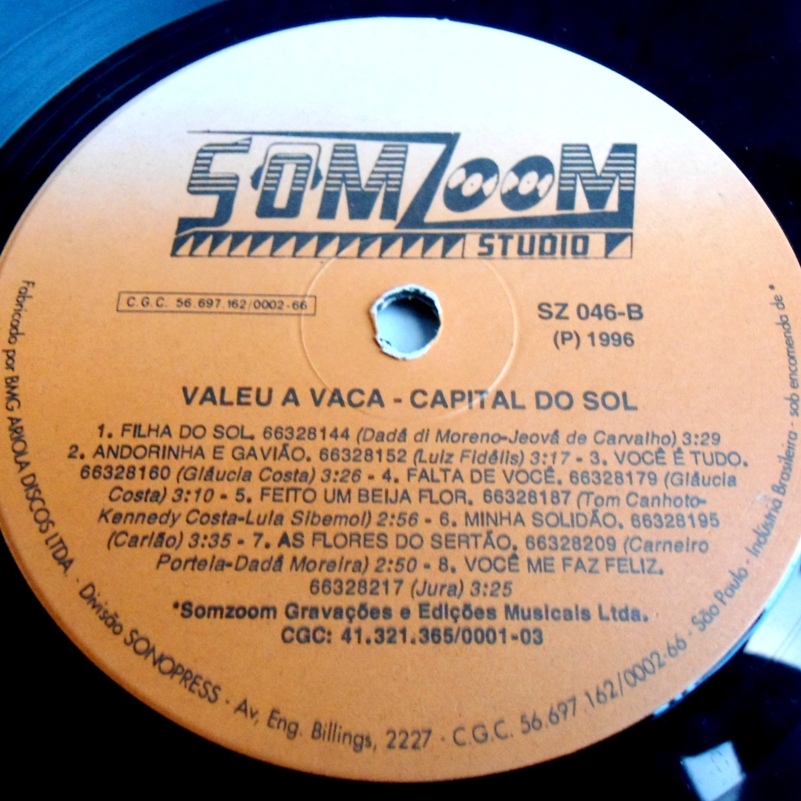 SOMZOOM
STUDIO
C.G.C. 56.697.162/0002-66
SZ 046-B
(P) 1996
VALEU A VACA - CAPITAL DO SOL
1. FILHA DO SOL. 66328144 (Dadá di Moreno-Jeová de Carvalho) 3:29
2. ANDORINHA E GAVIÃO. 66328152 (Luiz Fidélis) 3:17 - 3. VOCÊ É TUDO.
66328160 (Gláucia Costa) 3:26 - 4. FALTA DE VOCÊ. 66328179 (Gláucia
Costa) 3:10 - 5. FEITO UM BEIJA FLOR. 66328187 (Tom Canhoto-
Kennedy Costa-Lula Sibemol) 2:56 - 6. MINHA SOLIDÃO. 66328195
(Carlão) 3:35 - 7. AS FLORES DO SERTÃO. 66328209 (Carneiro
Portela-Dadá Moreira) 2:50 - 8. VOCÊ ME FAZ FELIZ.
66328217 (Jura) 3:25
*Somzoom Gravações e Edições Musicais Ltda.
CGC: 41.321.365/0001-03
Fabricado por BMG ARIOLA DISCOS LTDA. - Divisão SONOPRESS - Av, Eng. Billings, 2227 - C.G.C. 56.697 162/0002-66 - São Paulo - Indústria Brasileira - sob encomenda de *